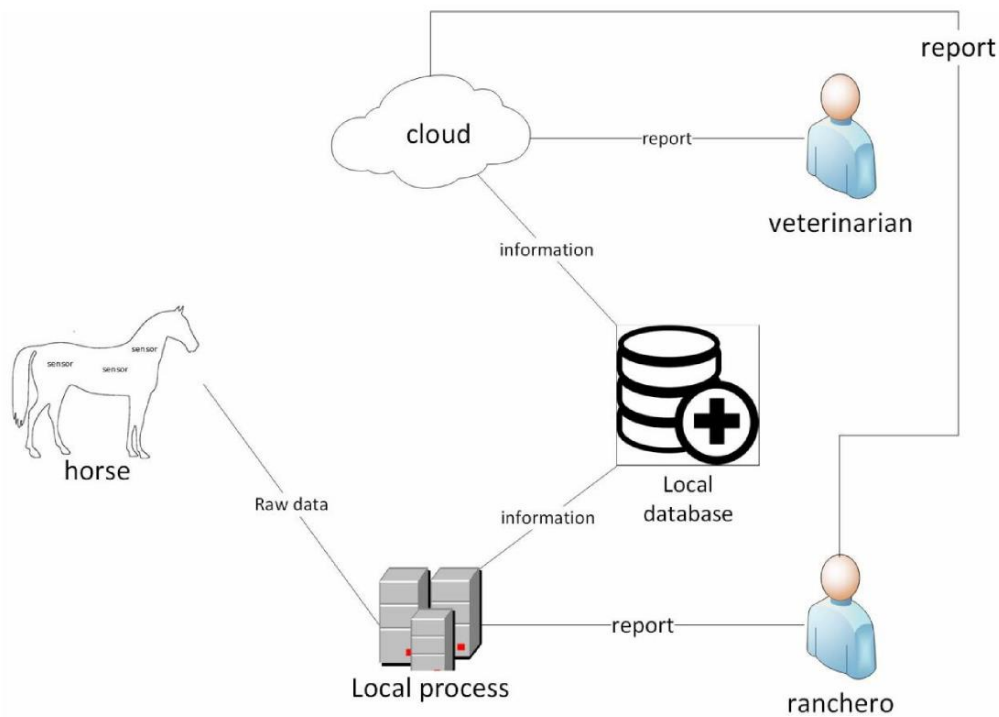 report
cloud
report
veterinarian
information
sensor
sensor
sensor
horse
Raw data
information
Local
database
report
Local process
ranchero